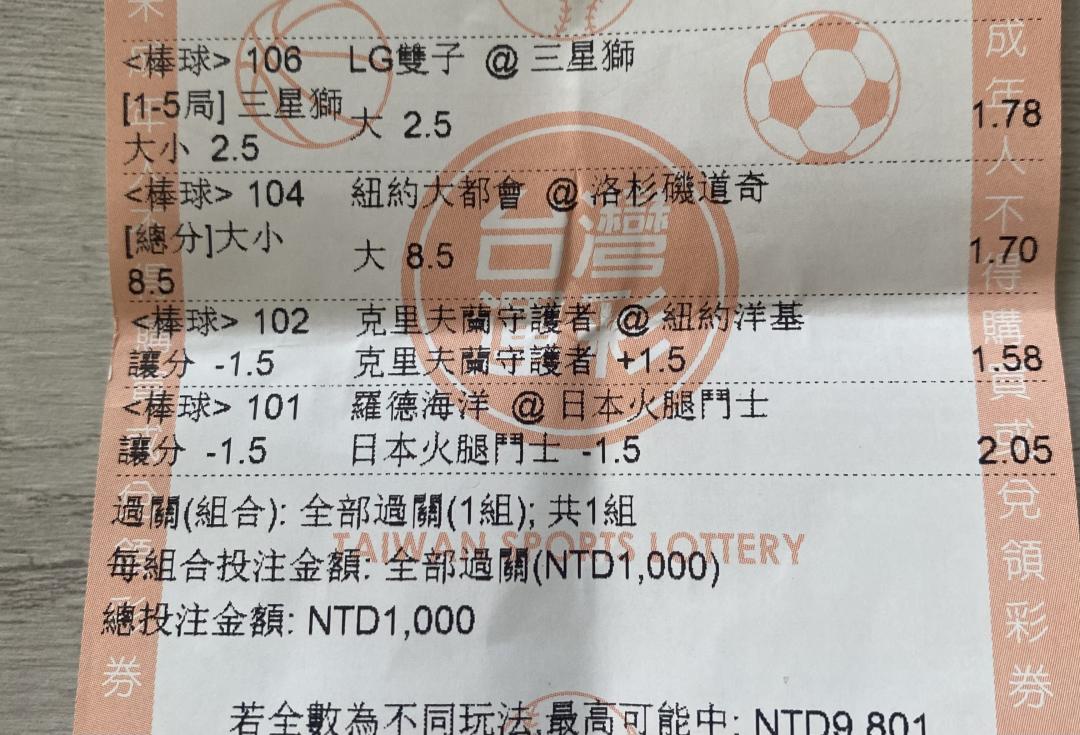 <棒球> 106 LG雙子 @ 三星獅
[1-5局] 三星獅 大 2.5 1.78
大小 2.5
<棒球> 104 紐約大都會 @ 洛杉磯道奇
[總分]大小 大 8.5 1.70
8.5
<棒球> 102 克里夫蘭守護者 @ 紐約洋基
讓分 -1.5 克里夫蘭守護者 +1.5 1.58
<棒球> 101 羅德海洋 @ 日本火腿鬥士
讓分 -1.5 日本火腿鬥士 -1.5 2.05
過關(組合): 全部過關(1組); 共1組
每組合投注金額: 全部過關(NTD1,000)
總投注金額: NTD1,000
若全數為不同玩法,最高可能中: NTD9,801
台灣
運彩
TAIWAN SPORTS LOTTERY
成年人不得購買或兌領彩券